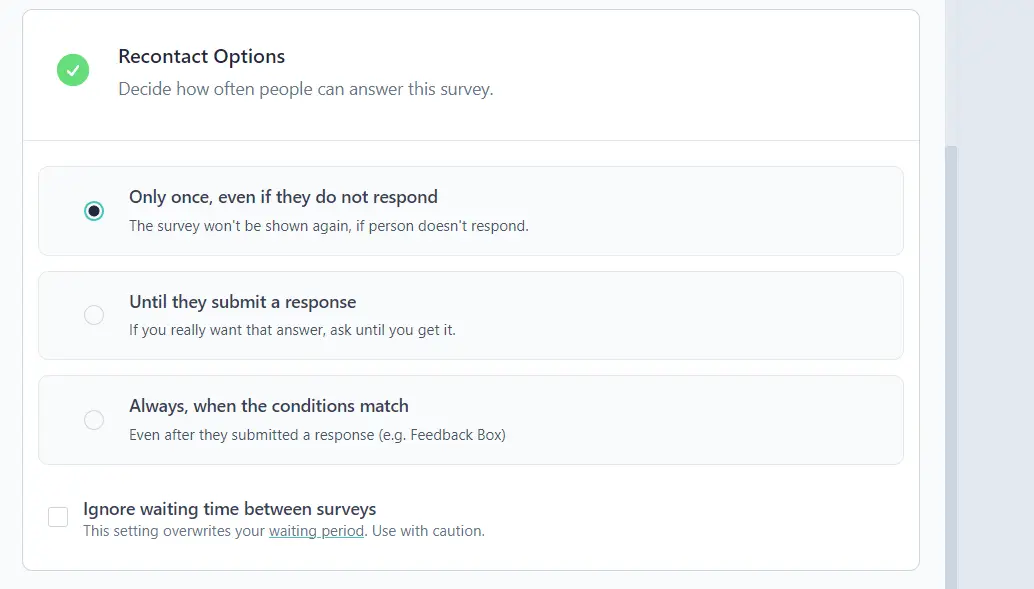 Recontact Options
Decide how often people can answer this survey.
Only once, even if they do not respond
The survey won't be shown again, if person doesn't respond.
Until they submit a response
If you really want that answer, ask until you get it.
Always, when the conditions match
Even after they submitted a response (e.g. Feedback Box)
Ignore waiting time between surveys
This setting overwrites your waiting period. Use with caution.